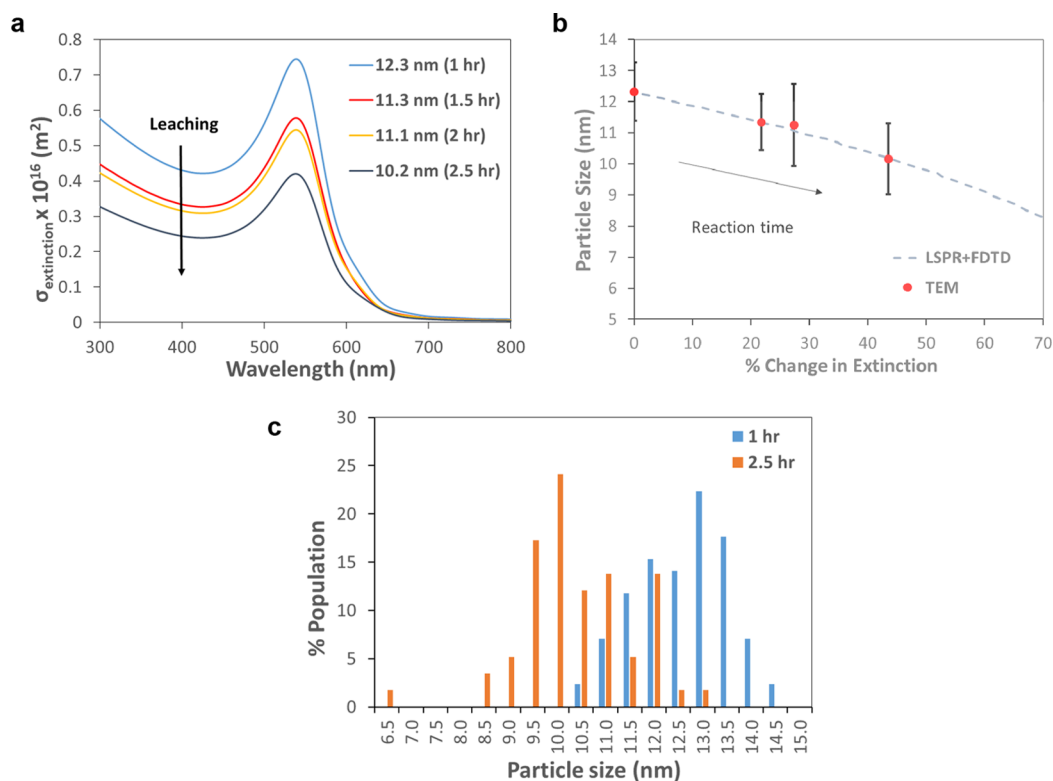 a
0.8
0.7
0.6
0.5
0.4
0.3
0.2
0.1
0
σextinction x 10^16 (m^2)
12.3 nm (1 hr)
11.3 nm (1.5 hr)
11.1 nm (2 hr)
10.2 nm (2.5 hr)
Leaching
300 400 500 600 700 800
Wavelength (nm)
b
14
13
12
11
10
9
8
7
6
5
Particle Size (nm)
Reaction time
LSPR+FDTD
TEM
0 10 20 30 40 50 60 70
% Change in Extinction
c
30
25
20
15
10
5
0
% Population
1 hr
2.5 hr
6.5 7.0 7.5 8.5 9.0 9.5 10.0 10.5 11.0 11.5 12.0 12.5 13.0 13.5 14.0 14.5 15.0
Particle size (nm)